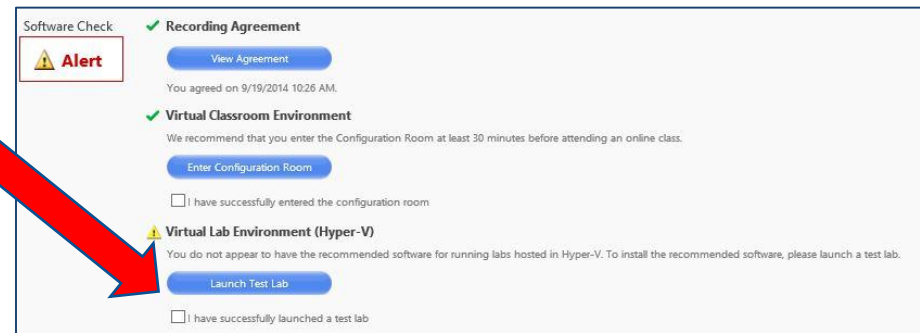 Software Check
Alert
Recording Agreement
View Agreement
You agreed on 9/19/2014 10:26 AM.
Virtual Classroom Environment
We recommend that you enter the Configuration Room at least 30 minutes before attending an online class.
Enter Configuration Room
I have successfully entered the configuration room
Virtual Lab Environment (Hyper-V)
You do not appear to have the recommended software for running labs hosted in Hyper-V. To install the recommended software, please launch a test lab.
Launch Test Lab
I have successfully launched a test lab